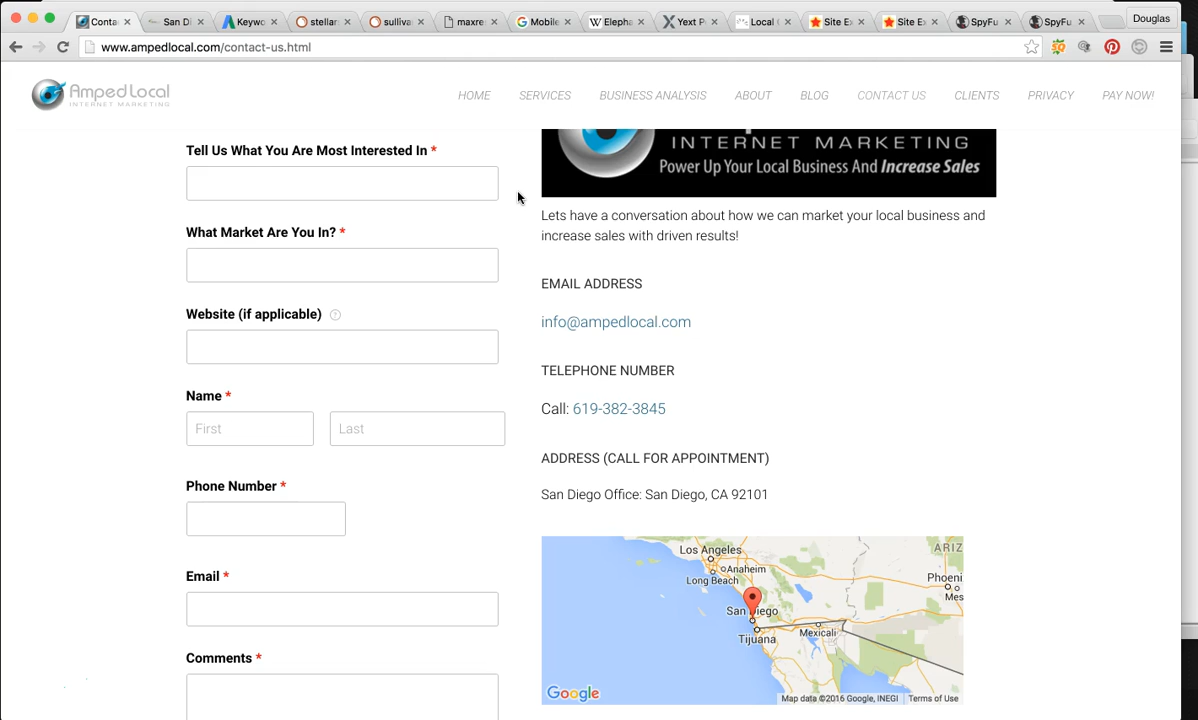 Conta
San Di
Keywo
stellar
sulliva
maxre
Mobile
Eleph
Yext P
Local
Site E
Site E
SpyFu
SpyFu
Douglas
www.ampedlocal.com/contact-us.html
Amped Local
INTERNET MARKETING
HOME
SERVICES
BUSINESS ANALYSIS
ABOUT
BLOG
CONTACT US
CLIENTS
PRIVACY
PAY NOW!
Tell Us What You Are Most Interested In *
What Market Are You In? *
Website (if applicable) ?
Name *
First
Last
Phone Number *
Email *
Comments *
INTERNET MARKETING
Power Up Your Local Business And Increase Sales
Lets have a conversation about how we can market your local business and
increase sales with driven results!
EMAIL ADDRESS
info@ampedlocal.com
TELEPHONE NUMBER
Call: 619-382-3845
ADDRESS (CALL FOR APPOINTMENT)
San Diego Office: San Diego, CA 92101
Los Angeles
Anaheim
Long Beach
San Diego
Tijuana
Mexicali
ARIZ
Phoeni
Mes
Google
Map data ©2016 Google, INEGI
Terms of Use